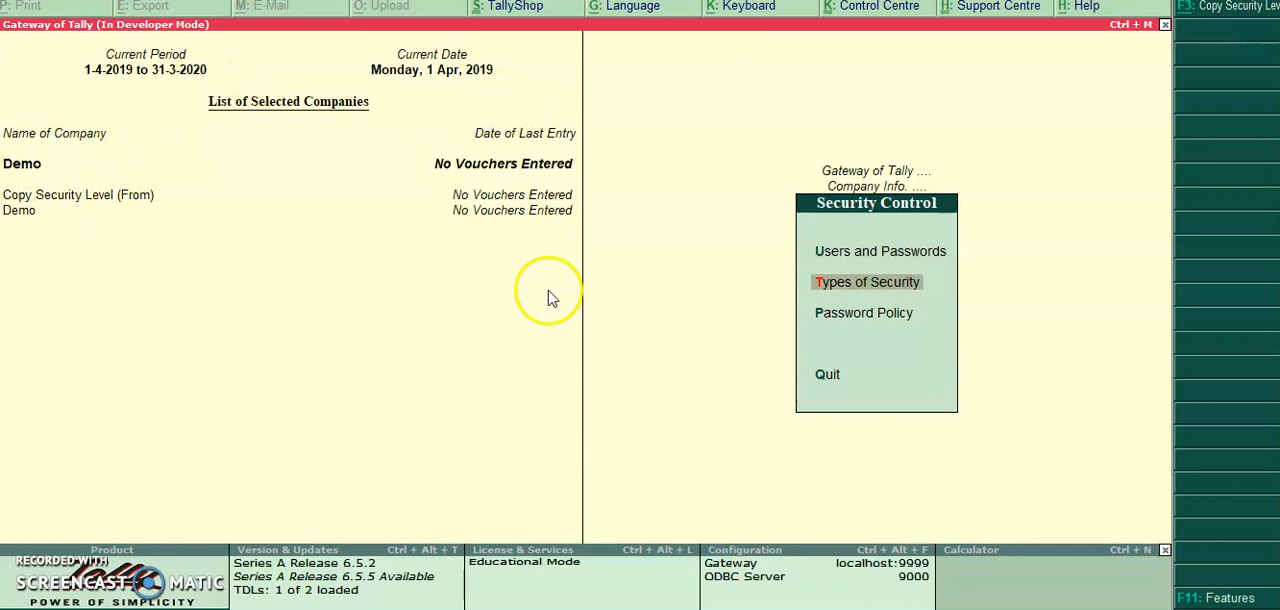 P: Print E: Export M: E-Mail O: Upload S: TallyShop G: Language K: Keyboard K: Control Centre H: Support Centre H: Help F3: Copy Security Lev
Gateway of Tally (In Developer Mode) Ctrl + M
Current Period Current Date
1-4-2019 to 31-3-2020 Monday, 1 Apr, 2019
List of Selected Companies
Name of Company Date of Last Entry
Demo No Vouchers Entered
Copy Security Level (From) No Vouchers Entered
Demo No Vouchers Entered
Gateway of Tally ....
Company Info. ....
Security Control
Users and Passwords
Types of Security
Password Policy
Quit
Product Version & Updates Ctrl + Alt + T License & Services Ctrl + Alt + L Configuration Ctrl + Alt + F Calculator Ctrl + N
RECORDED WITH
SCREENCAST MATIC
POWER OF SIMPLICITY
Series A Release 6.5.2 Educational Mode Gateway localhost:9999
Series A Release 6.5.5 Available ODBC Server 9000
TDLs: 1 of 2 loaded
F11: Features